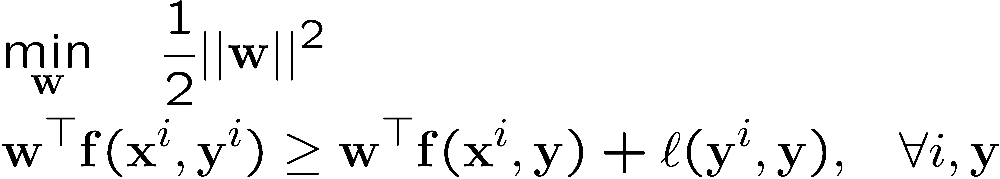 min_𝐰 1/2 ||𝐰||²
𝐰^⊤ 𝐟(𝐱^i, 𝐲^i) ≥ 𝐰^⊤ 𝐟(𝐱^i, 𝐲) + ℓ(𝐲^i, 𝐲), ∀i, 𝐲